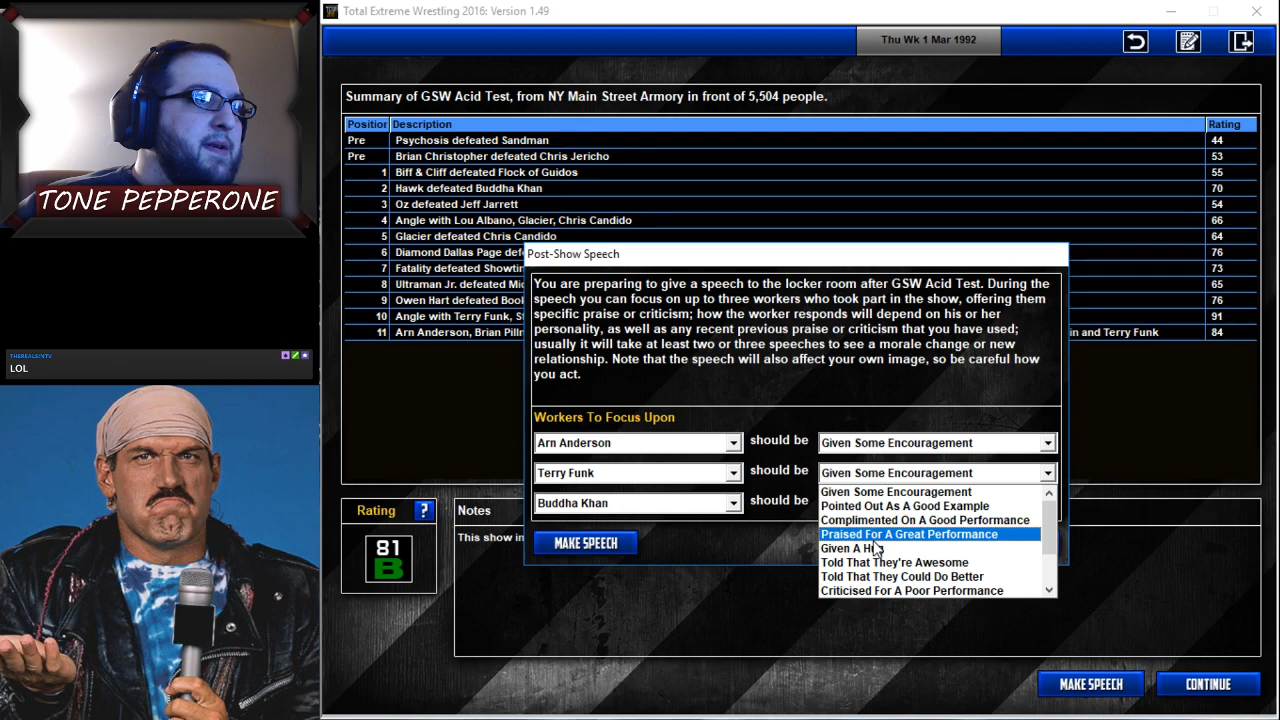 Total Extreme Wrestling 2016: Version 1.49
Thu Wk 1 Mar 1992
Summary of GSW Acid Test, from NY Main Street Armory in front of 5,504 people.
Position Description Rating
Pre Psychosis defeated Sandman 44
Pre Brian Christopher defeated Chris Jericho 53
1 Biff & Cliff defeated Flock of Guidos 55
2 Hawk defeated Buddha Khan 70
3 Oz defeated Jeff Jarrett 54
4 Angle with Lou Albano, Glacier, Chris Candido 66
5 Glacier defeated Chris Candido 64
6 Diamond Dallas Page def 76
7 Fatality defeated Showtin 73
8 Ultraman Jr. defeated Mi 65
9 Owen Hart defeated Boo 76
10 Angle with Terry Funk, S 91
11 Arn Anderson, Brian Pilln in and Terry Funk 84
Post-Show Speech
You are preparing to give a speech to the locker room after GSW Acid Test. During the
speech you can focus on up to three workers who took part in the show, offering them
specific praise or criticism; how the worker responds will depend on his or her
personality, as well as any recent previous praise or criticism that you have used;
usually it will take at least two or three speeches to see a morale change or new
relationship. Note that the speech will also affect your own image, so be careful how
you act.
Workers To Focus Upon
Arn Anderson should be Given Some Encouragement
Terry Funk should be Given Some Encouragement
Buddha Khan should be
Given Some Encouragement
Pointed Out As A Good Example
Complimented On A Good Performance
Praised For A Great Performance
Given A Hug
Told That They're Awesome
Told That They Could Do Better
Criticised For A Poor Performance
MAKE SPEECH
Rating ?
81
B
Notes
This show in
MAKE SPEECH CONTINUE
TONE PEPPERONE
THEREALSINTV
LOL